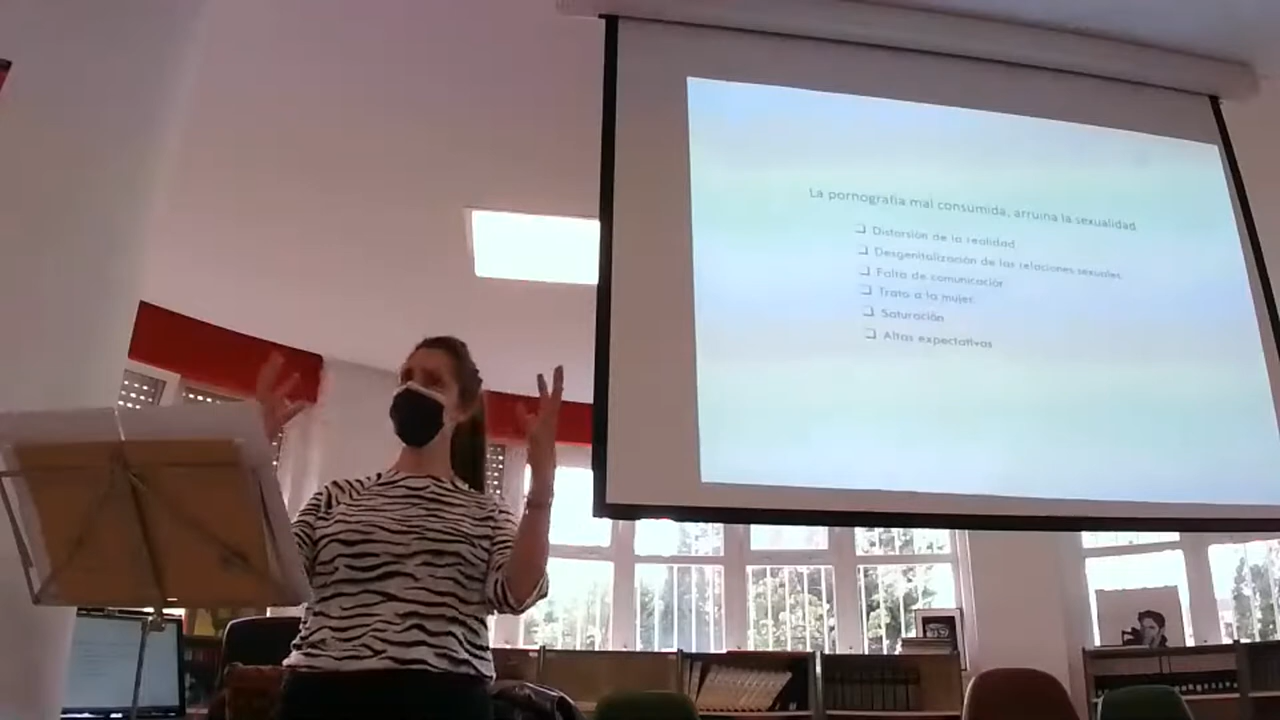 La pornografía mal consumida, arruina la sexualidad
❑ Distorsión de la realidad
❑ Desgenitalización de las relaciones sexuales
❑ Falta de comunicación
❑ Trato a la mujer
❑ Saturación
❑ Altas expectativas